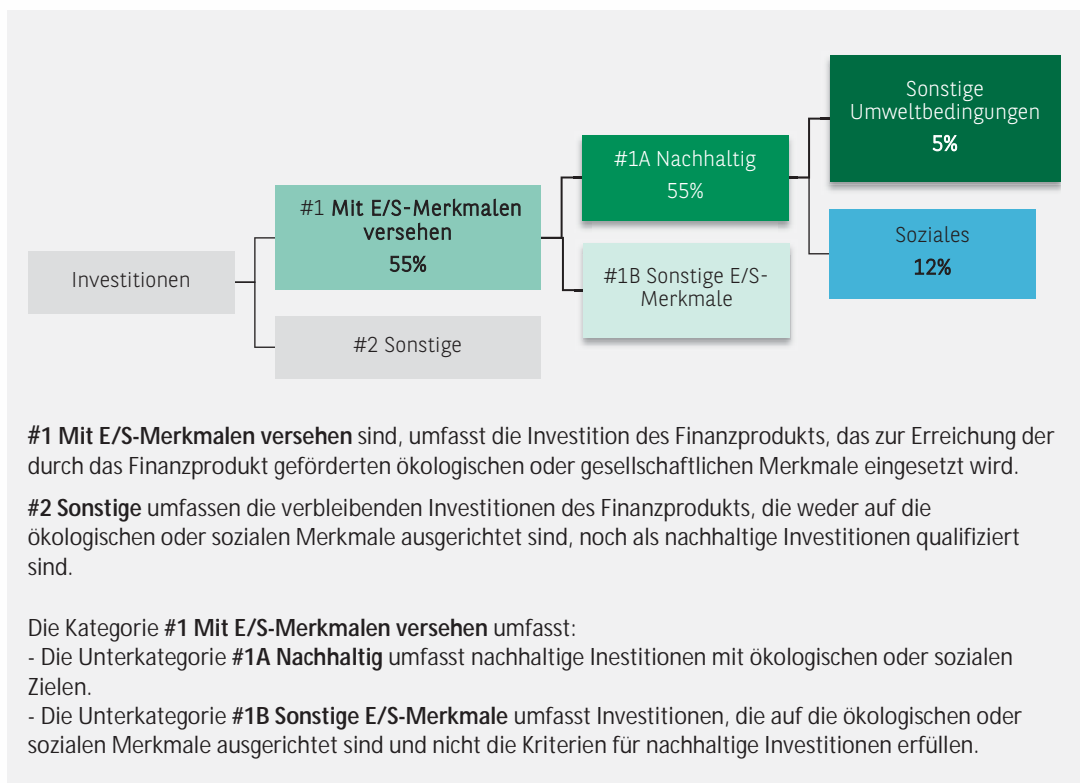 Investitionen
#1 Mit E/S-Merkmalen
versehen
55%
#2 Sonstige
#1A Nachhaltig
55%
#1B Sonstige E/S-
Merkmale
Sonstige
Umweltbedingungen
5%
Soziales
12%
#1 Mit E/S-Merkmalen versehen sind, umfasst die Investition des Finanzprodukts, das zur Erreichung der
durch das Finanzprodukt geförderten ökologischen oder gesellschaftlichen Merkmale eingesetzt wird.
#2 Sonstige umfassen die verbleibenden Investitionen des Finanzprodukts, die weder auf die
ökologischen oder sozialen Merkmale ausgerichtet sind, noch als nachhaltige Investitionen qualifiziert
sind.
Die Kategorie #1 Mit E/S-Merkmalen versehen umfasst:
- Die Unterkategorie #1A Nachhaltig umfasst nachhaltige Inestitionen mit ökologischen oder sozialen
Zielen.
- Die Unterkategorie #1B Sonstige E/S-Merkmale umfasst Investitionen, die auf die ökologischen oder
sozialen Merkmale ausgerichtet sind und nicht die Kriterien für nachhaltige Investitionen erfüllen.